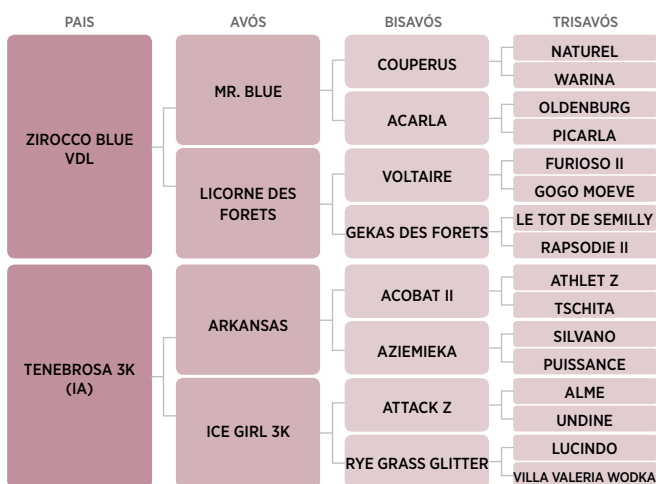 PAIS AVÓS BISAVÓS TRISAVÓS
ZIROCCO BLUE
VDL
MR. BLUE
COUPERUS
NATUREL
WARINA
ACARLA
OLDENBURG
PICARLA
LICORNE DES
FORETS
VOLTAIRE
FURIOSO II
GOGO MOEVE
GEKAS DES FORETS
LE TOT DE SEMILLY
RAPSODIE II
TENEBROSA 3K
(IA)
ARKANSAS
ACOBAT II
ATHLET Z
TSCHITA
AZIEMIEKA
SILVANO
PUISSANCE
ICE GIRL 3K
ATTACK Z
ALME
UNDINE
RYE GRASS GLITTER
LUCINDO
VILLA VALERIA WODKA